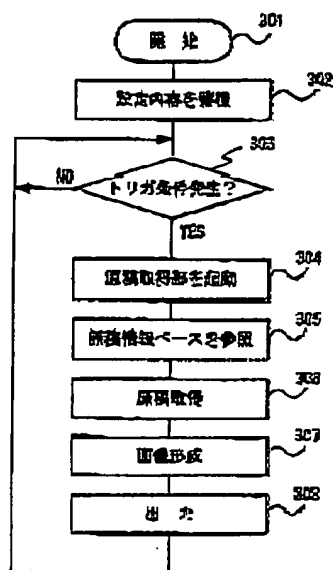 開 始
301
設定内容を蓄積
302
303
トリガ条件発生?
NO
YES
304
原稿取得部を起動
305
原稿情報ベースを参照
306
原稿取得
307
画像形成
308
出 力